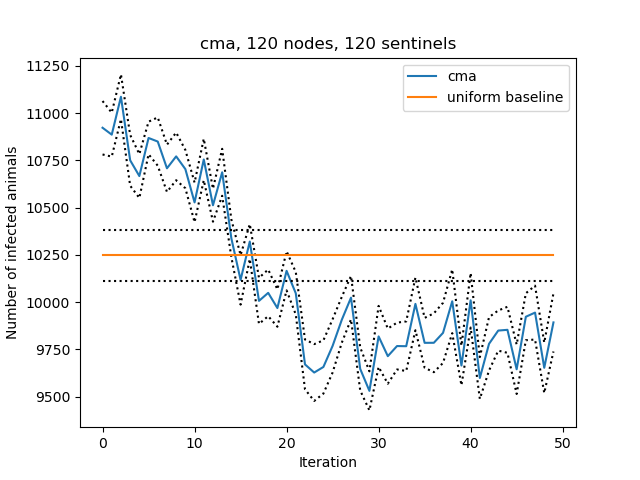 cma, 120 nodes, 120 sentinels
cma
uniform baseline
Number of infected animals
11250
11000
10750
10500
10250
10000
9750
9500
0 10 20 30 40 50
Iteration